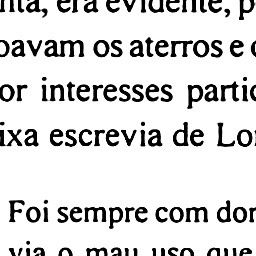 nta, era evidente, p
oavam os aterros e
or interesses partic
ixa escrevia de Lon
Foi sempre com dor
via o mau uso que